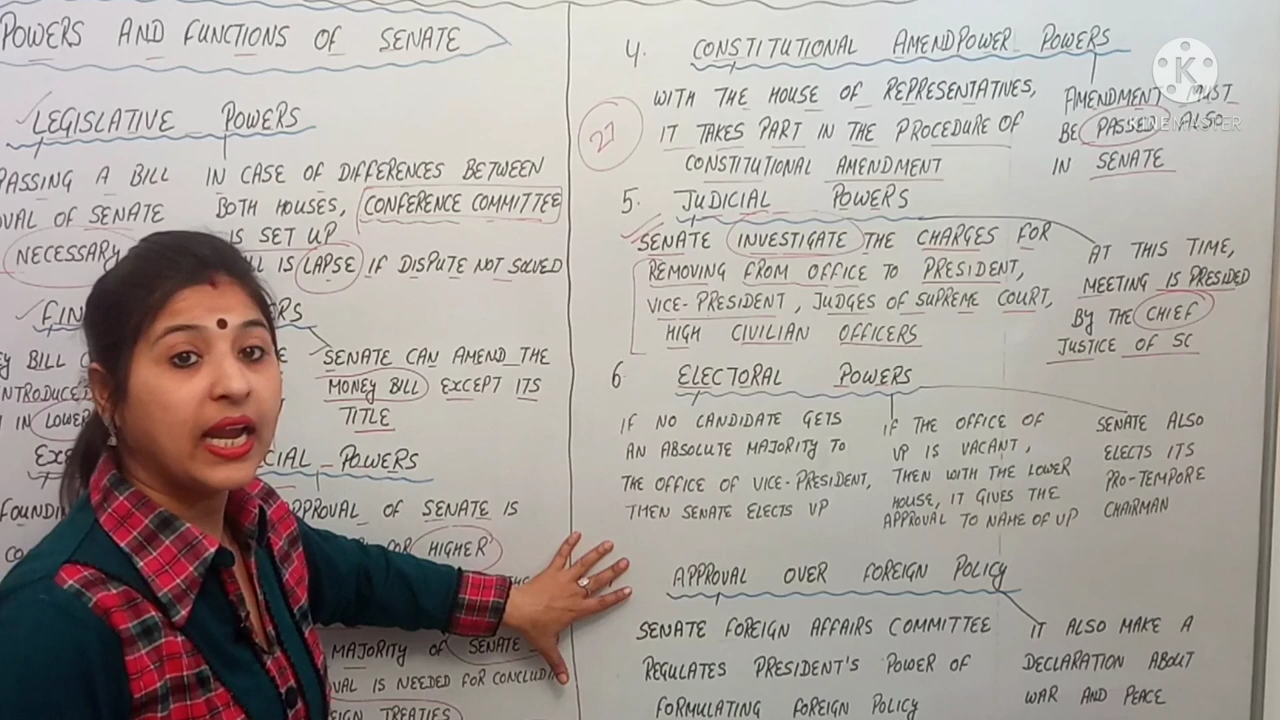 POWERS AND FUNCTIONS OF SENATE
LEGISLATIVE POWERS
PASSING A BILL
OF SENATE
NECESSARY
IN CASE OF DIFFERENCES BETWEEN
BOTH HOUSES, CONFERENCE COMMITTEE
IS SET UP
IS LAPSE IF DISPUTE NOT SOLVED
BILL
IN LOWER
SENATE CAN AMEND THE
MONEY BILL EXCEPT ITS
TITLE
POWERS
APPROVAL OF SENATE IS
FOR HIGHER
MAJORITY OF SENATE
IS NEEDED FOR
TREATIES
4. CONSTITUTIONAL AMENDPOWER POWERS
27
WITH THE HOUSE OF REPRESENTATIVES,
IT TAKES PART IN THE PROCEDURE OF
CONSTITUTIONAL AMENDMENT
AMENDMENT MUST
BE PASSED ALSO
IN SENATE
K
KINEMASTER
5. JUDICIAL POWERS
SENATE INVESTIGATE THE CHARGES FOR
REMOVING FROM OFFICE TO PRESIDENT,
VICE-PRESIDENT, JUDGES OF SUPREME COURT,
HIGH CIVILIAN OFFICERS
AT THIS TIME,
MEETING IS PRESIDED
BY THE CHIEF
JUSTICE OF SC
6. ELECTORAL POWERS
IF NO CANDIDATE GETS
AN ABSOLUTE MAJORITY TO
THE OFFICE OF VICE-PRESIDENT,
THEN SENATE ELECTS VP
IF THE OFFICE OF
VP IS VACANT,
THEN WITH THE LOWER
HOUSE, IT GIVES THE
APPROVAL TO NAME OF VP
SENATE ALSO
ELECTS ITS
PRO-TEMPORE
CHAIRMAN
APPROVAL OVER FOREIGN POLICY
SENATE FOREIGN AFFAIRS COMMITTEE
REGULATES PRESIDENT'S POWER OF
FORMULATING FOREIGN POLICY
IT ALSO MAKE A
DECLARATION ABOUT
WAR AND PEACE